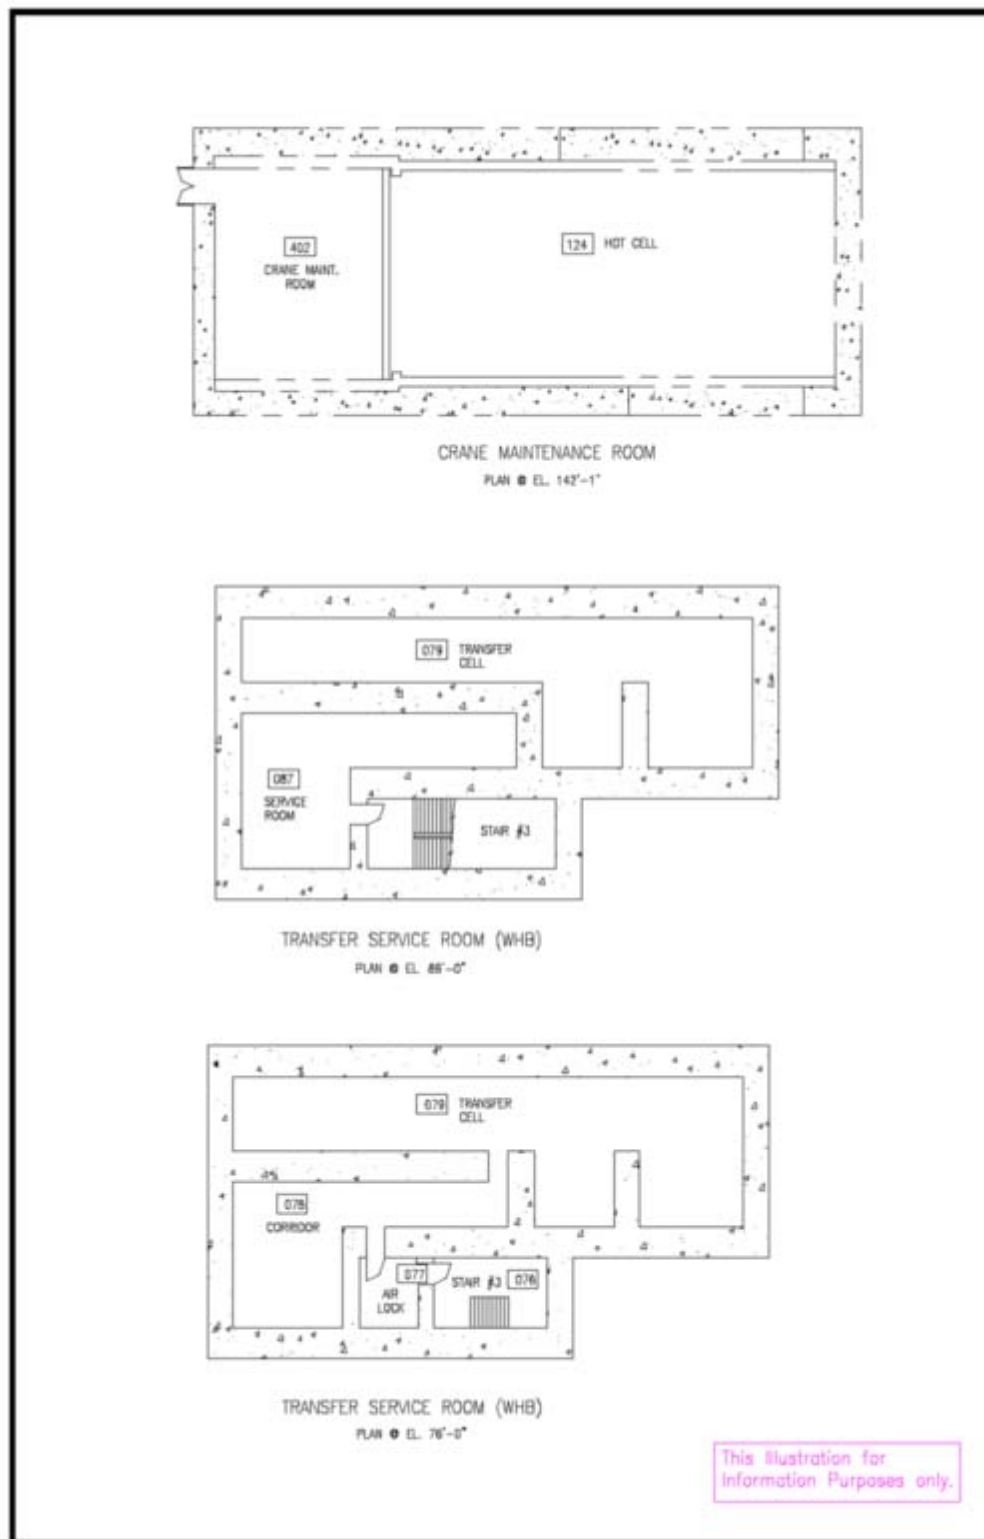 402
CRANE MAINT.
ROOM
124 HOT CELL
CRANE MAINTENANCE ROOM
PLAN @ EL. 142'-1"
079 TRANSFER
CELL
087
SERVICE
ROOM
STAIR #3
TRANSFER SERVICE ROOM (WHB)
PLAN @ EL.
079 TRANSFER
CELL
078
CORRIDOR
077
AIR
LOCK
STAIR #3 076
TRANSFER SERVICE ROOM (WHB)
PLAN @ EL. 76'-0"
This Illustration for
Information Purposes only.